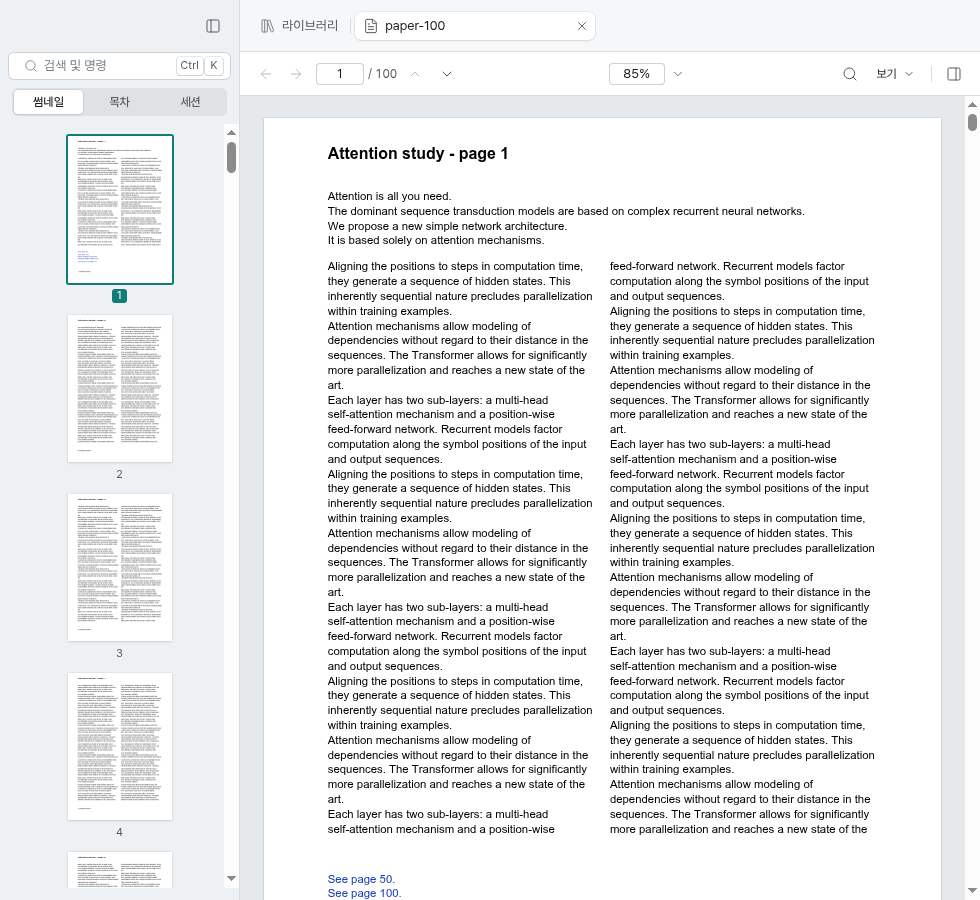 라이브러리
paper-100
검색 및 명령
Ctrl K
1 / 100
85%
보기
썸네일 목차 세션
1
2
3
4
Attention study - page 1
Attention is all you need.
The dominant sequence transduction models are based on complex recurrent neural networks.
We propose a new simple network architecture.
It is based solely on attention mechanisms.
Aligning the positions to steps in computation time,
they generate a sequence of hidden states. This
inherently sequential nature precludes parallelization
within training examples.
Attention mechanisms allow modeling of
dependencies without regard to their distance in the
sequences. The Transformer allows for significantly
more parallelization and reaches a new state of the
art.
Each layer has two sub-layers: a multi-head
self-attention mechanism and a position-wise
feed-forward network. Recurrent models factor
computation along the symbol positions of the input
and output sequences.
Aligning the positions to steps in computation time,
they generate a sequence of hidden states. This
inherently sequential nature precludes parallelization
within training examples.
Attention mechanisms allow modeling of
dependencies without regard to their distance in the
sequences. The Transformer allows for significantly
more parallelization and reaches a new state of the
art.
Each layer has two sub-layers: a multi-head
self-attention mechanism and a position-wise
feed-forward network. Recurrent models factor
computation along the symbol positions of the input
and output sequences.
Aligning the positions to steps in computation time,
they generate a sequence of hidden states. This
inherently sequential nature precludes parallelization
within training examples.
Attention mechanisms allow modeling of
dependencies without regard to their distance in the
sequences. The Transformer allows for significantly
more parallelization and reaches a new state of the
art.
Each layer has two sub-layers: a multi-head
self-attention mechanism and a position-wise
feed-forward network. Recurrent models factor
computation along the symbol positions of the input
and output sequences.
Aligning the positions to steps in computation time,
they generate a sequence of hidden states. This
inherently sequential nature precludes parallelization
within training examples.
Attention mechanisms allow modeling of
dependencies without regard to their distance in the
sequences. The Transformer allows for significantly
more parallelization and reaches a new state of the
art.
Each layer has two sub-layers: a multi-head
self-attention mechanism and a position-wise
feed-forward network. Recurrent models factor
computation along the symbol positions of the input
and output sequences.
Aligning the positions to steps in computation time,
they generate a sequence of hidden states. This
inherently sequential nature precludes parallelization
within training examples.
Attention mechanisms allow modeling of
dependencies without regard to their distance in the
sequences. The Transformer allows for significantly
more parallelization and reaches a new state of the
art.
Each layer has two sub-layers: a multi-head
self-attention mechanism and a position-wise
feed-forward network. Recurrent models factor
computation along the symbol positions of the input
and output sequences.
Aligning the positions to steps in computation time,
they generate a sequence of hidden states. This
inherently sequential nature precludes parallelization
within training examples.
Attention mechanisms allow modeling of
dependencies without regard to their distance in the
sequences. The Transformer allows for significantly
more parallelization and reaches a new state of the
See page 50.
See page 100.